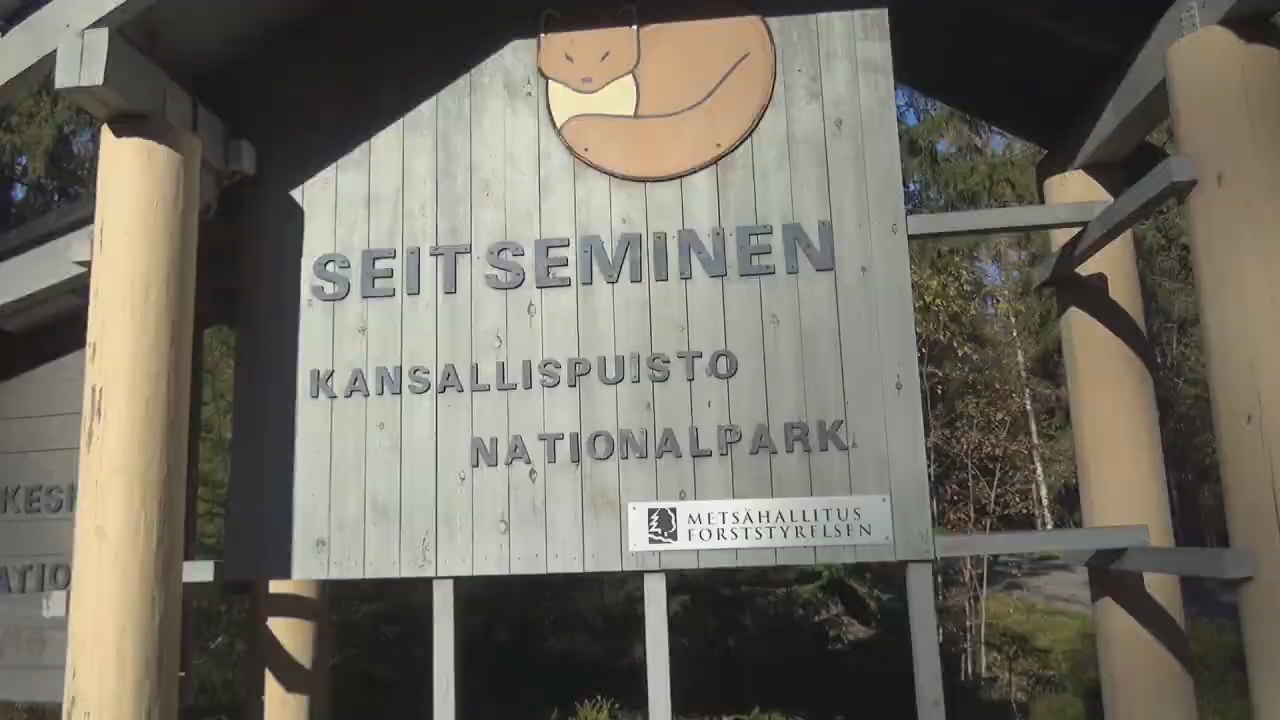 SEITSEMINEN
KANSALLISPUISTO
NATIONALPARK
METSÄHALLITUS
FORSTSTYRELSEN